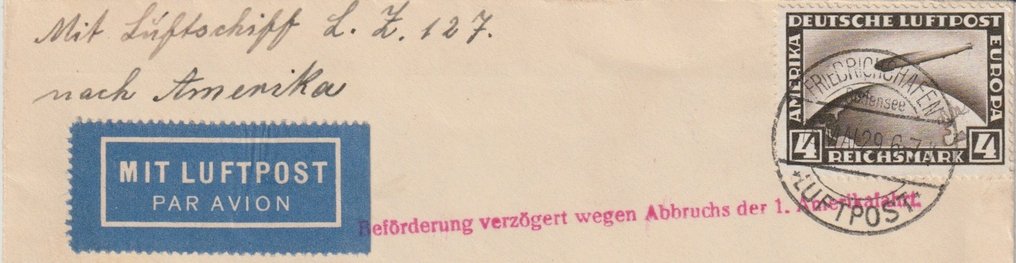 Mit Luftschiff L. Z. 127.
nach Amerika
MIT LUFTPOST
PAR AVION
Beförderung verzögert wegen Abbruchs der 1. Amerikafahrt.
DEUTSCHE LUFTPOST
AMERIKA
EUROPA
4 REICHSMARK 4
FRIEDRICHSHAFEN
Bodensee
LUFTPOST